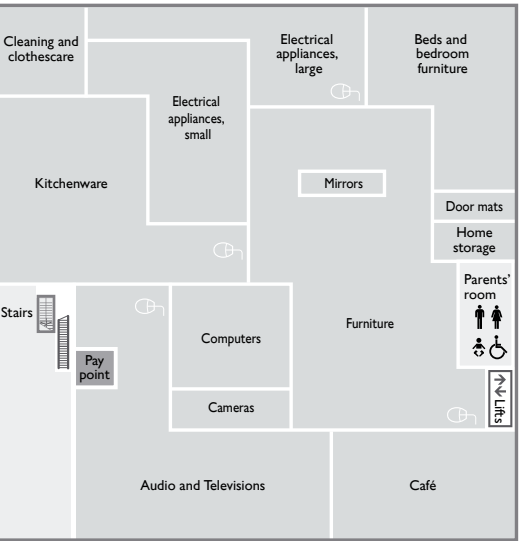 Cleaning and
clothescare
Electrical
appliances,
large
Beds and
bedroom
furniture
Electrical
appliances,
small
Kitchenware
Mirrors
Door mats
Home
storage
Parents'
room
Stairs
Furniture
Computers
Pay
point
Lifts
Cameras
Audio and Televisions
Café